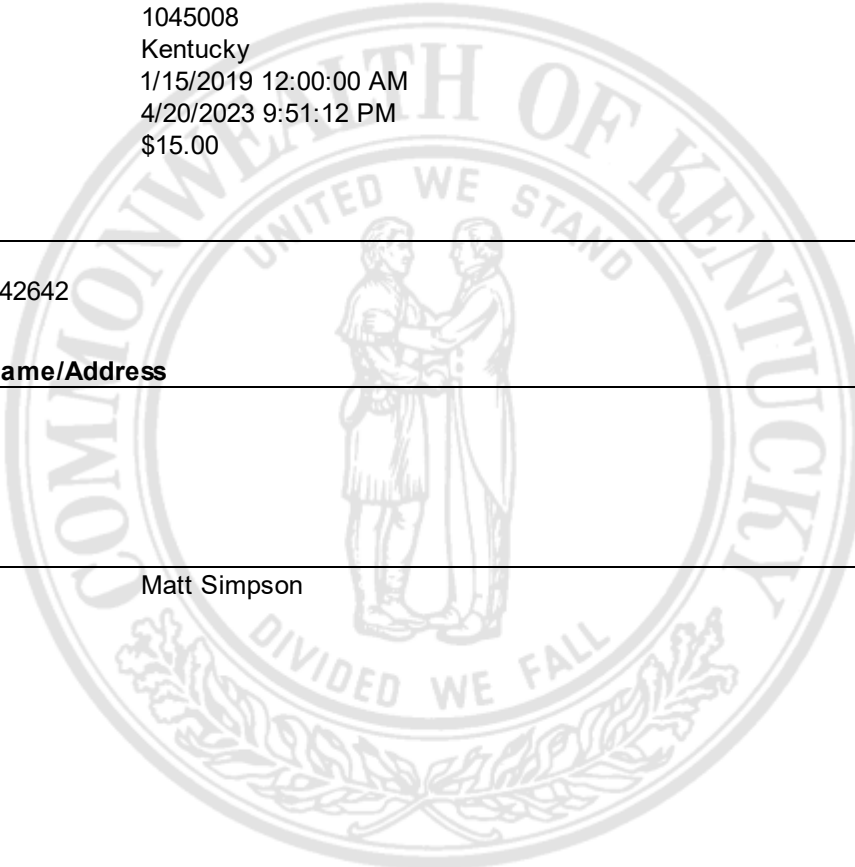 1045008
Kentucky
1/15/2019 12:00:00 AM
4/20/2023 9:51:12 PM
$15.00
COMMONWEALTH OF KENTUCKY
UNITED WE STAND
42642
ame/Address
Matt Simpson
DIVIDED WE FALL